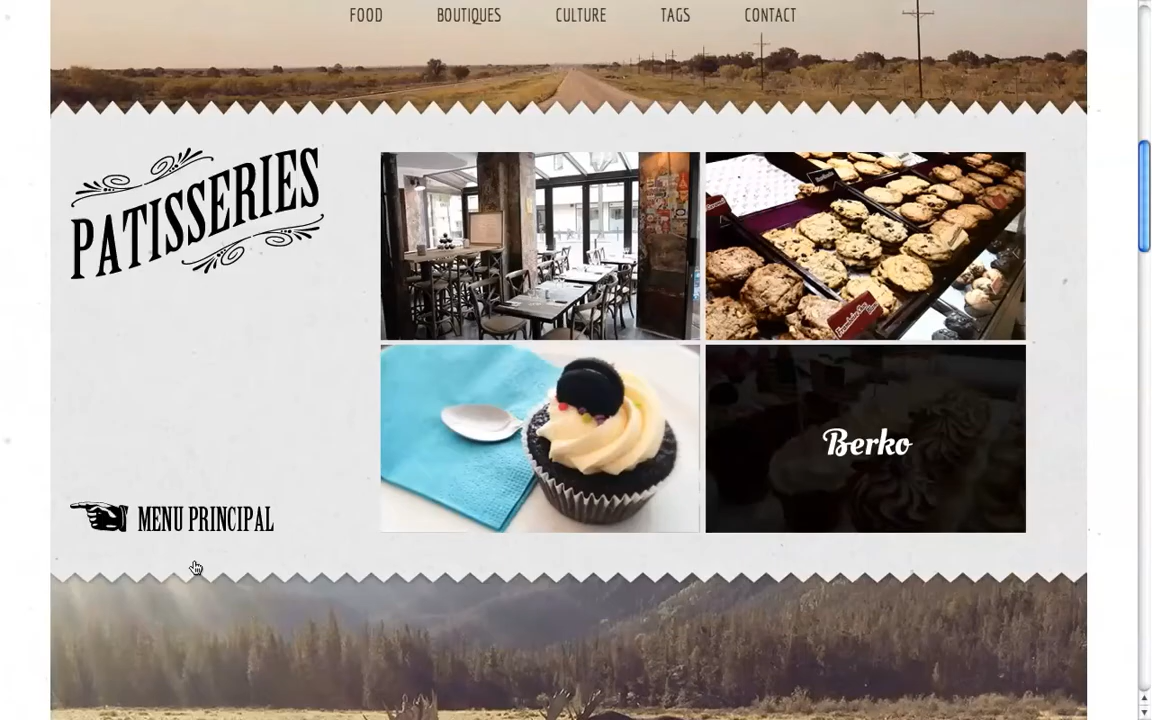 FOOD BOUTIQUES CULTURE TAGS CONTACT
PATISSERIES
Berko
MENU PRINCIPAL